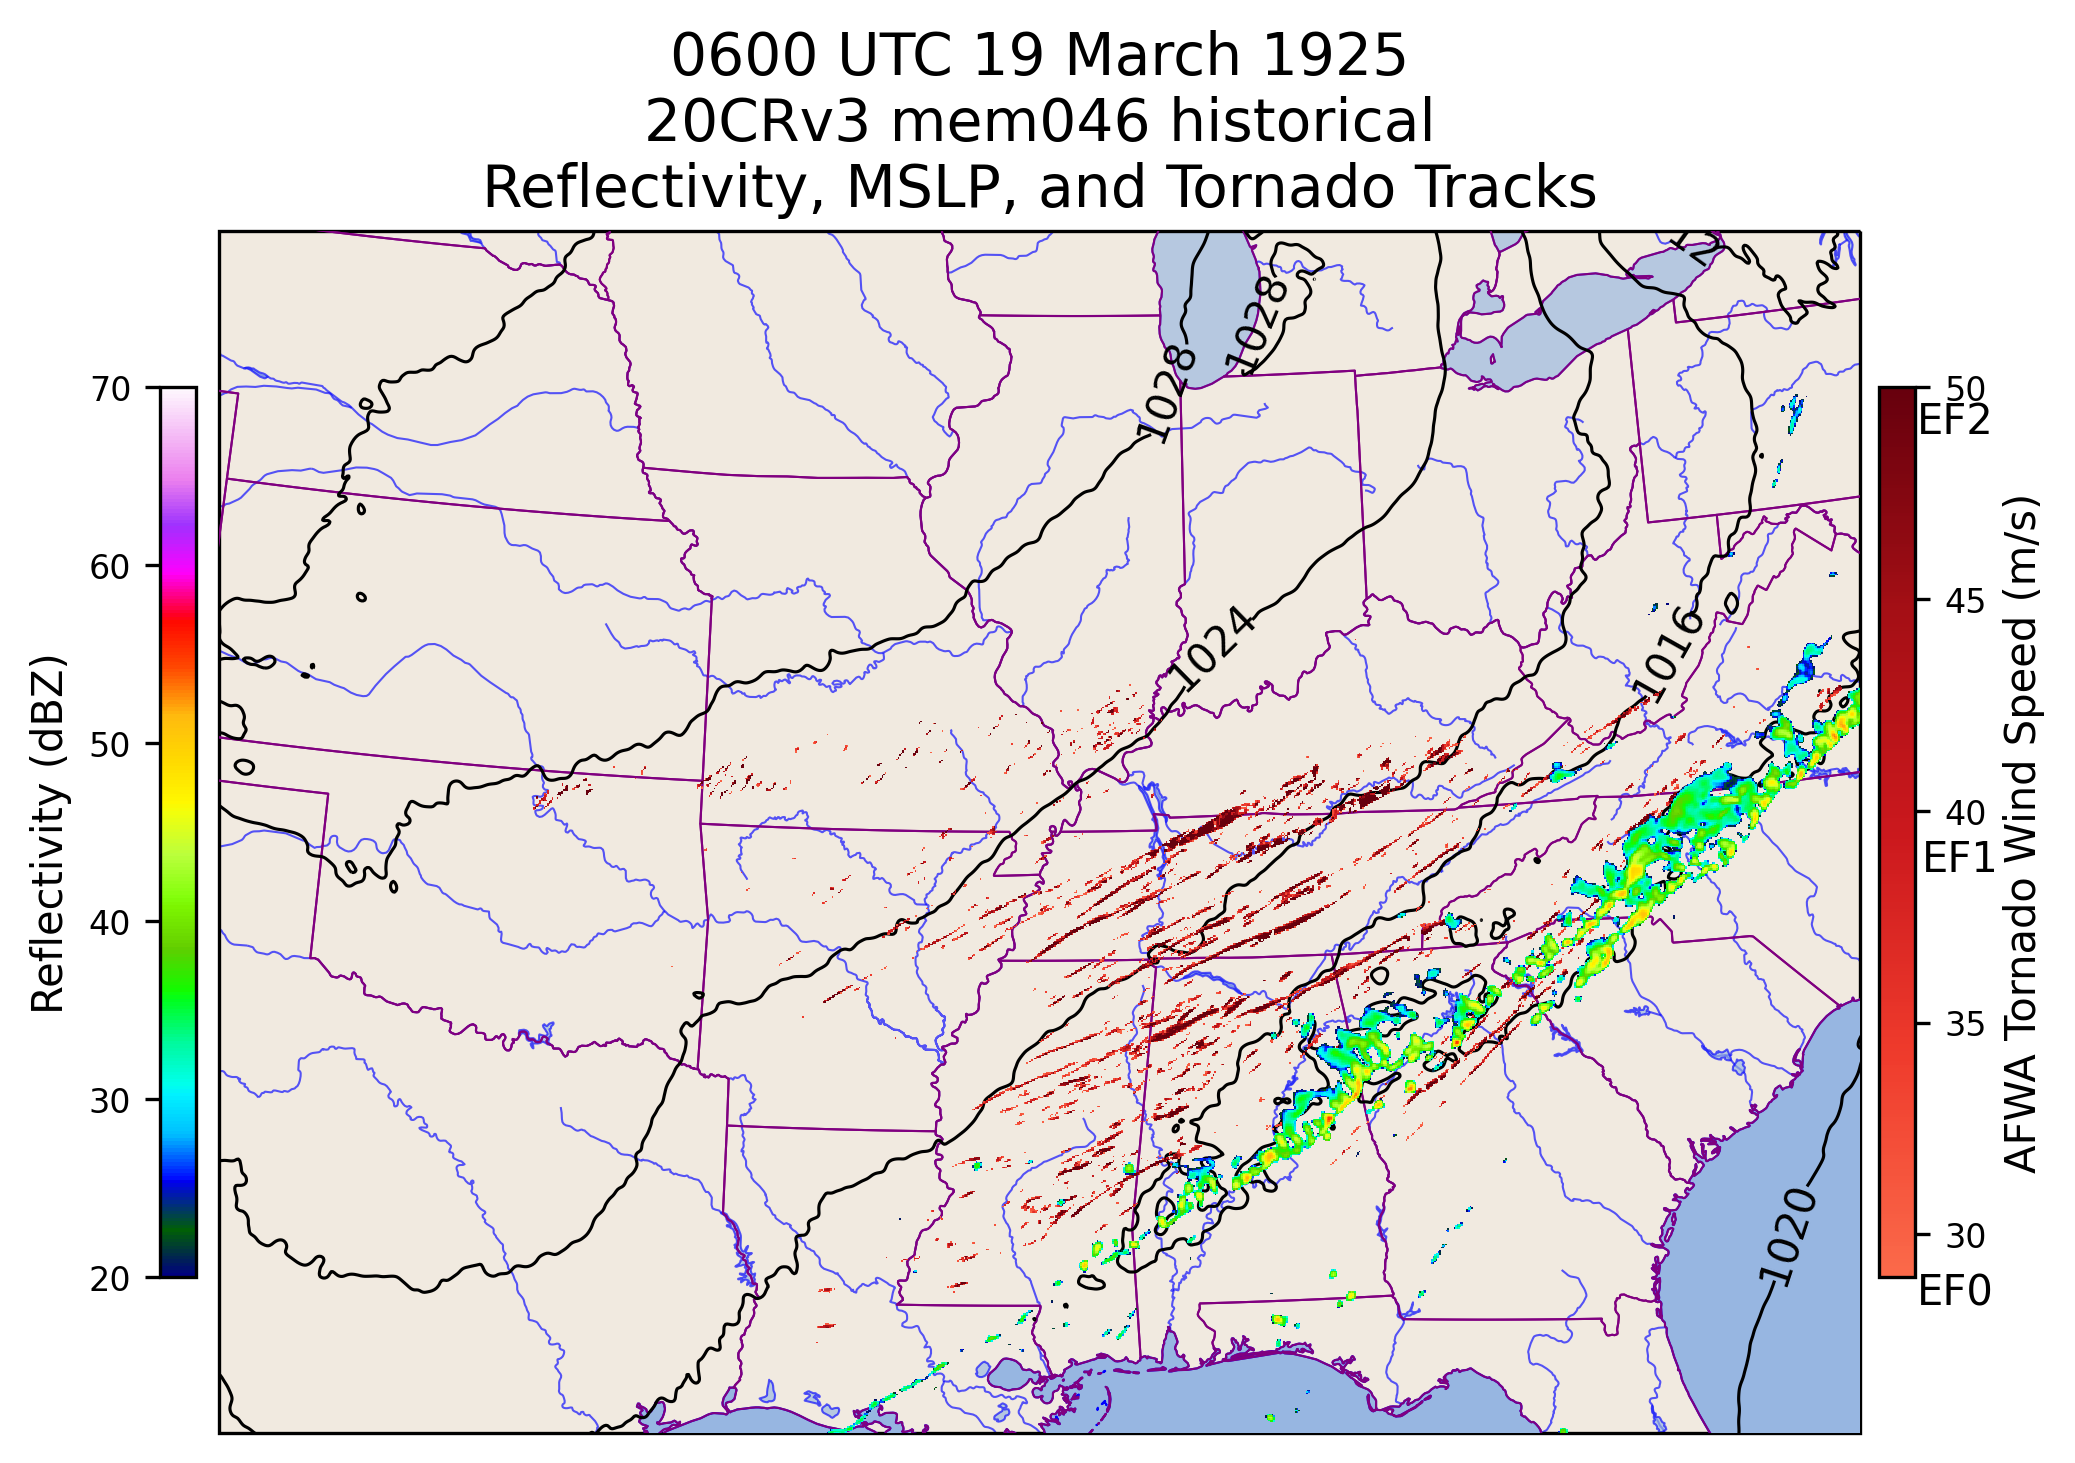 0600 UTC 19 March 1925
20CRv3 mem046 historical
Reflectivity, MSLP, and Tornado Tracks
Reflectivity (dBZ)
70
60
50
40
30
20
1028
1028
1024
1016
1020
50
EF2
45
40
EF1
35
30
EF0
AFWA Tornado Wind Speed (m/s)